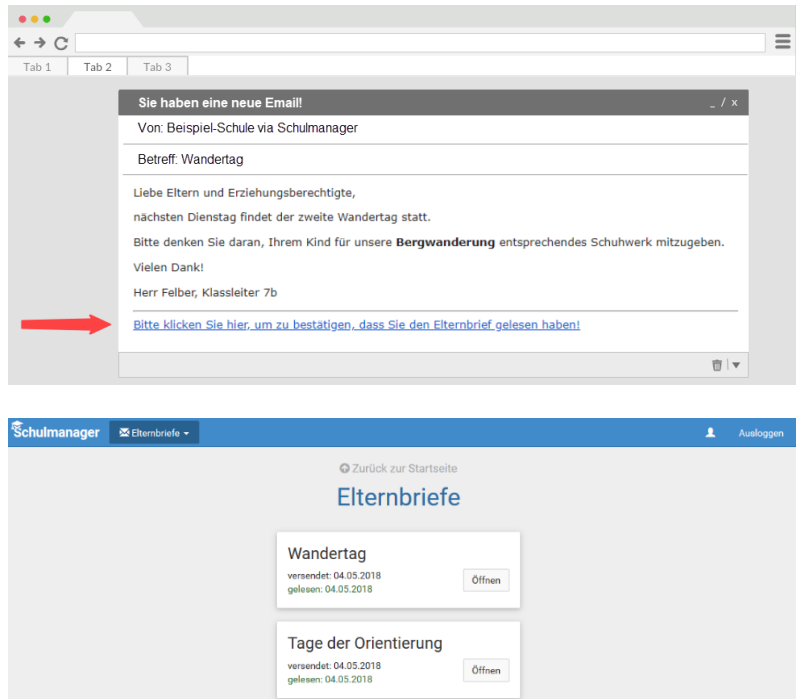 Tab 1 Tab 2 Tab 3
Sie haben eine neue Email! _ / x
Von: Beispiel-Schule via Schulmanager
Betreff: Wandertag
Liebe Eltern und Erziehungsberechtigte,
nächsten Dienstag findet der zweite Wandertag statt.
Bitte denken Sie daran, Ihrem Kind für unsere Bergwanderung entsprechendes Schuhwerk mitzugeben.
Vielen Dank!
Herr Felber, Klassleiter 7b
Bitte klicken Sie hier, um zu bestätigen, dass Sie den Elternbrief gelesen haben!
Schulmanager Elternbriefe Ausloggen
Zurück zur Startseite
Elternbriefe
Wandertag
versendet: 04.05.2018
gelesen: 04.05.2018
Öffnen
Tage der Orientierung
versendet: 04.05.2018
gelesen: 04.05.2018
Öffnen